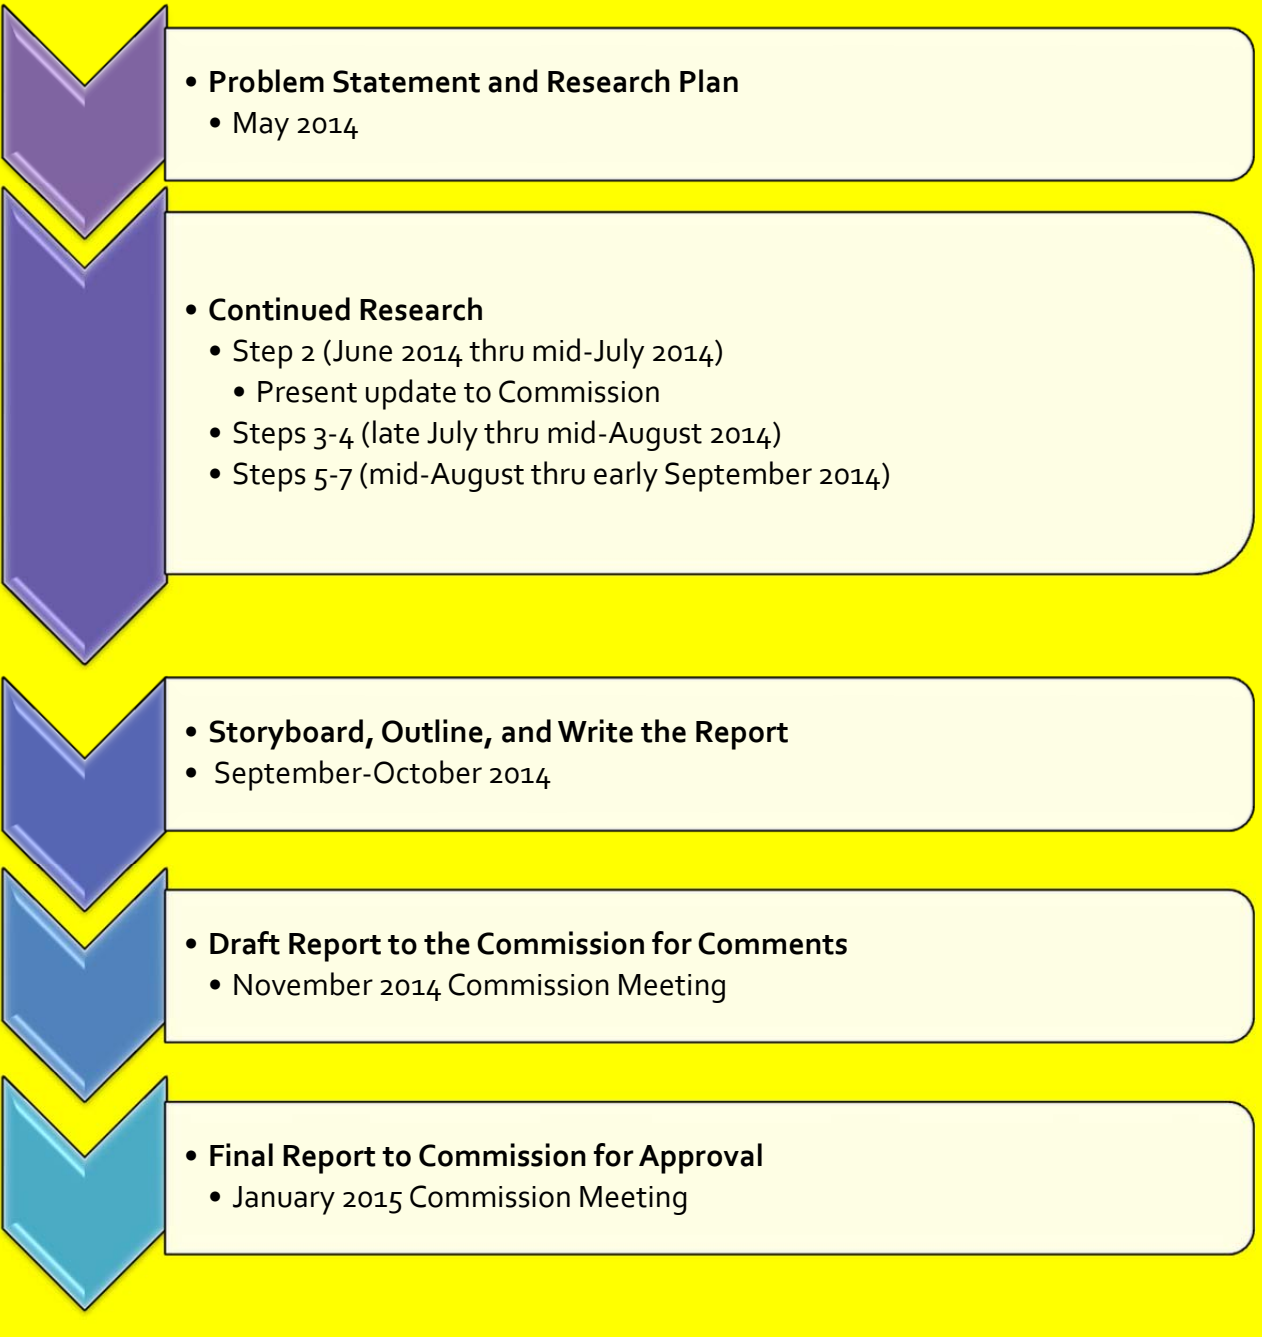 • Problem Statement and Research Plan
• May 2014
• Continued Research
• Step 2 (June 2014 thru mid-July 2014)
• Present update to Commission
• Steps 3-4 (late July thru mid-August 2014)
• Steps 5-7 (mid-August thru early September 2014)
• Storyboard, Outline, and Write the Report
• September-October 2014
• Draft Report to the Commission for Comments
• November 2014 Commission Meeting
• Final Report to Commission for Approval
• January 2015 Commission Meeting